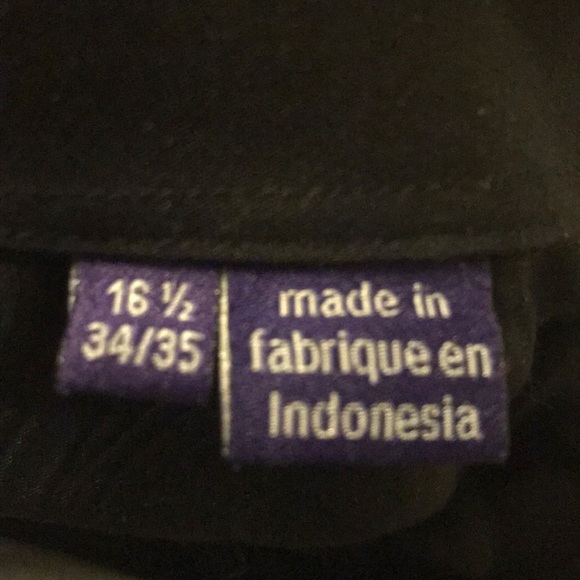 16 ½
34/35
made in
fabrique en
Indonesia